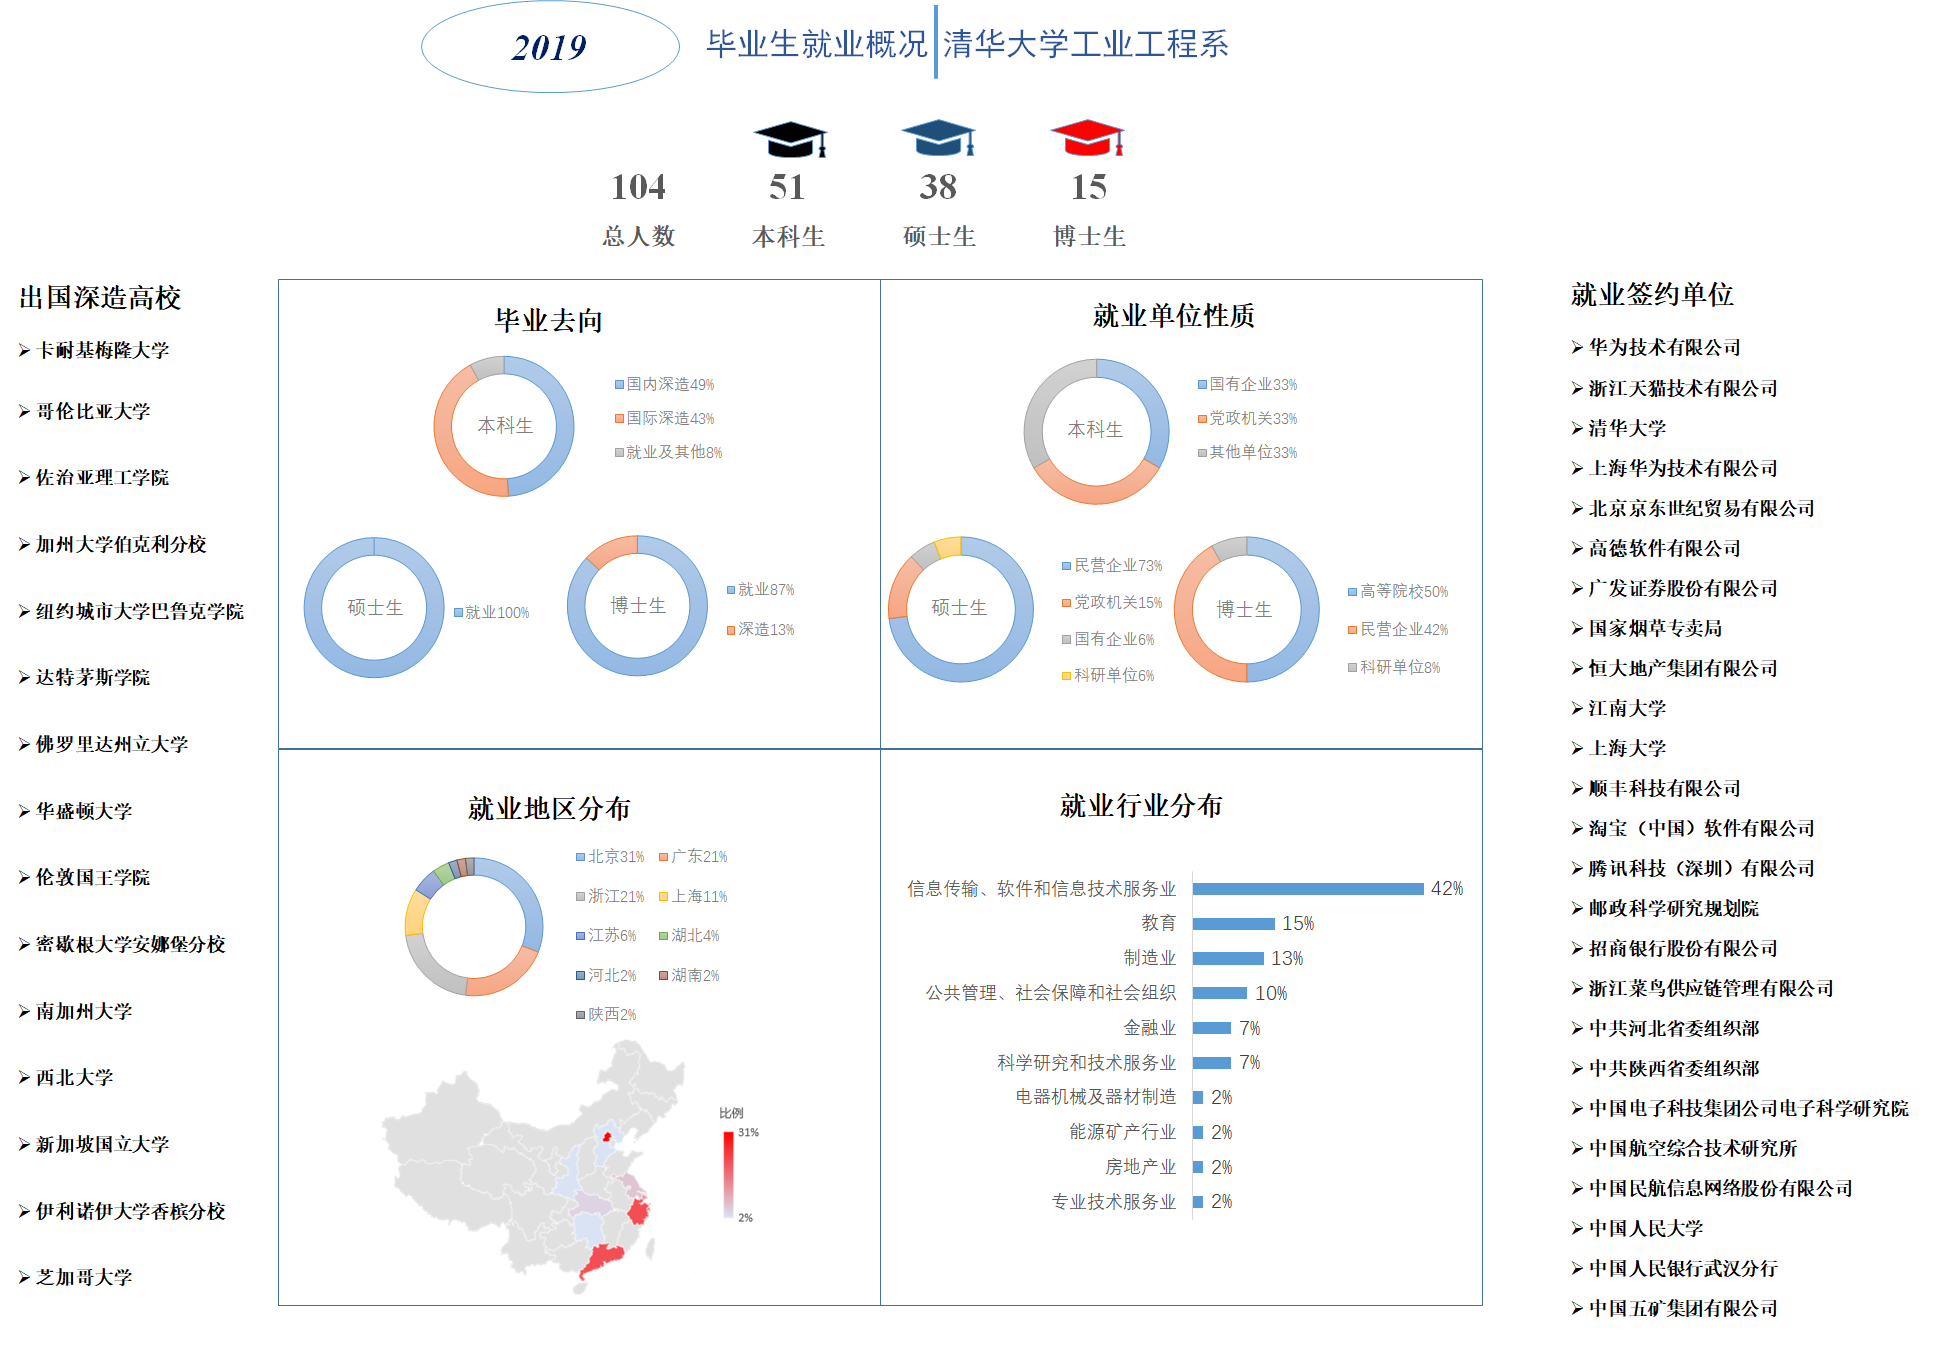 2019
毕业生就业概况 清华大学工业工程系
104
总人数
51
本科生
38
硕士生
15
博士生
出国深造高校
卡耐基梅隆大学
哥伦比亚大学
佐治亚理工学院
加州大学伯克利分校
纽约城市大学巴鲁克学院
达特茅斯学院
佛罗里达州立大学
华盛顿大学
伦敦国王学院
密歇根大学安娜堡分校
南加州大学
西北大学
新加坡国立大学
伊利诺伊大学香槟分校
芝加哥大学
毕业去向
本科生
国内深造49%
国际深造43%
就业及其他8%
硕士生
就业100%
博士生
就业87%
深造13%
就业单位性质
本科生
国有企业33%
党政机关33%
其他单位33%
硕士生
民营企业73%
党政机关15%
国有企业6%
科研单位6%
博士生
高等院校50%
民营企业42%
科研单位8%
就业地区分布
北京31% 广东21%
浙江21% 上海11%
江苏6% 湖北4%
河北2% 湖南2%
陕西2%
比例
31%
2%
就业行业分布
信息传输、软件和信息技术服务业 42%
教育 15%
制造业 13%
公共管理、社会保障和社会组织 10%
金融业 7%
科学研究和技术服务业 7%
电器机械及器材制造 2%
能源矿产行业 2%
房地产业 2%
专业技术服务业 2%
就业签约单位
华为技术有限公司
浙江天猫技术有限公司
清华大学
上海华为技术有限公司
北京京东世纪贸易有限公司
高德软件有限公司
广发证券股份有限公司
国家烟草专卖局
恒大地产集团有限公司
江南大学
上海大学
顺丰科技有限公司
淘宝（中国）软件有限公司
腾讯科技（深圳）有限公司
邮政科学研究规划院
招商银行股份有限公司
浙江菜鸟供应链管理有限公司
中共河北省委组织部
中共陕西省委组织部
中国电子科技集团公司电子科学研究院
中国航空综合技术研究所
中国民航信息网络股份有限公司
中国人民大学
中国人民银行武汉分行
中国五矿集团有限公司